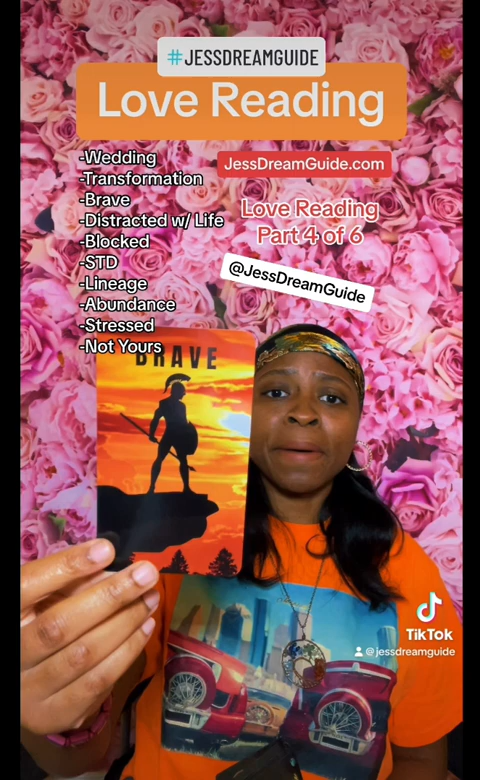 #JESSDREAMGUIDE
Love Reading
-Wedding
-Transformation
-Brave
-Distracted w/ Life
-Blocked
-STD
-Lineage
-Abundance
-Stressed
-Not Yours
JessDreamGuide.com
Love Reading
Part 4 of 6
@JessDreamGuide
BRAVE
TikTok
@jessdreamguide